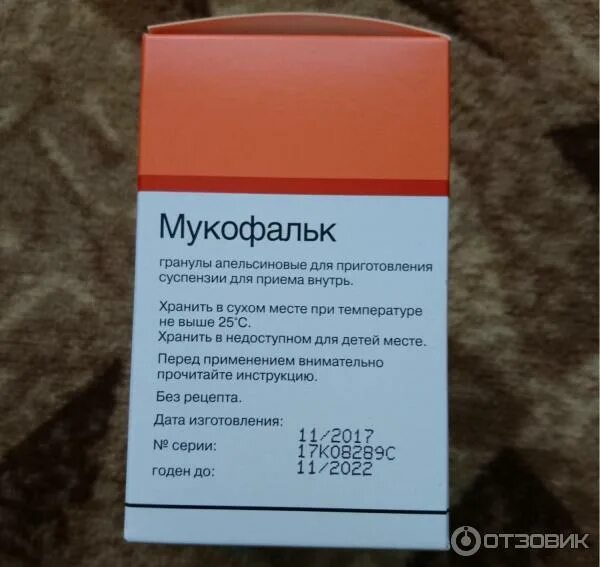 Мукофальк
гранулы апельсиновые для приготовления
суспензии для приема внутрь.
Хранить в сухом месте при температуре
не выше 25°C.
Хранить в недоступном для детей месте.
Перед применением внимательно
прочитайте инструкцию.
Без рецепта.
Дата изготовления: 11/2017
№ серии: 17K08289C
годен до: 11/2022
ОТЗОВИК